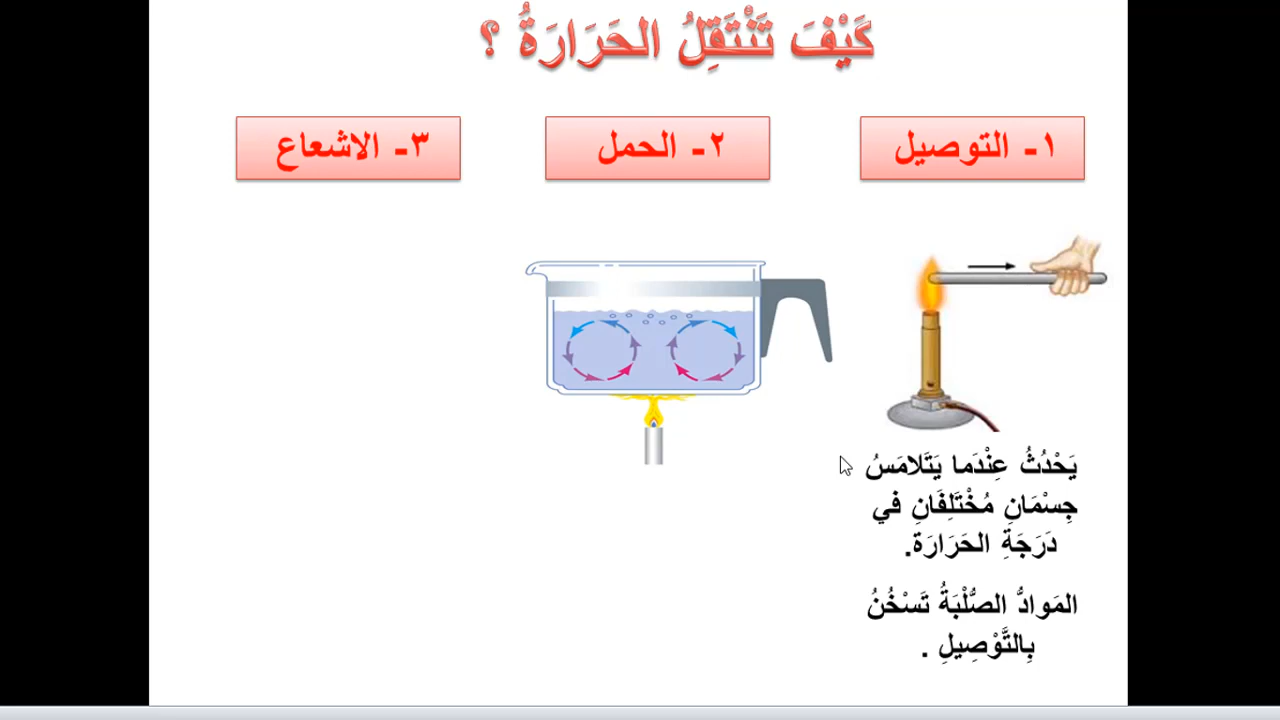 كَيْفَ تَنْتَقِلُ الحَرَارَةُ ؟
١- التوصيل
٢- الحمل
٣- الاشعاع
يَحْدُثُ عِنْدَما يَتَلامَسُ
جِسْمَانِ مُخْتَلِفَانِ في
دَرَجَةِ الحَرَارَة.
المَوادُّ الصُّلْبَةُ تَسْخُنُ
بِالتَّوْصِيلِ .